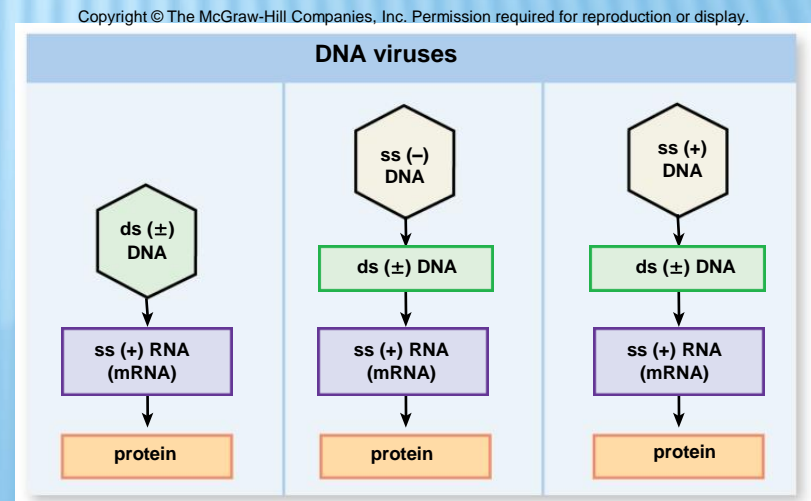 Copyright © The McGraw-Hill Companies, Inc. Permission required for reproduction or display.
DNA viruses
ds (±)
DNA
ss (+) RNA
(mRNA)
protein
ss (–)
DNA
ds (±) DNA
ss (+) RNA
(mRNA)
protein
ss (+)
DNA
ds (±) DNA
ss (+) RNA
(mRNA)
protein